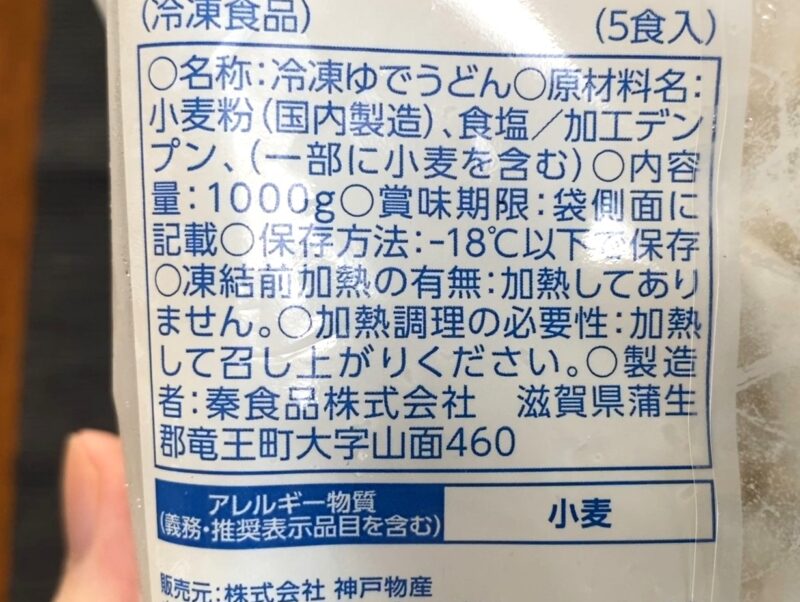 (冷凍食品)
(5食入)
○名称:冷凍ゆでうどん○原材料名:
小麦粉(国内製造)、食塩/加工デン
プン、(一部に小麦を含む)○内容
量:1000g○賞味期限:袋側面に
記載○保存方法:-18℃以下で保存
○凍結前加熱の有無:加熱してあり
ません。○加熱調理の必要性:加熱
して召し上がりください。○製造
者:秦食品株式会社 滋賀県蒲生
郡竜王町大字山面460
アレルギー物質
(義務・推奨表示品目を含む)
小麦
販売元:株式会社 神戸物産